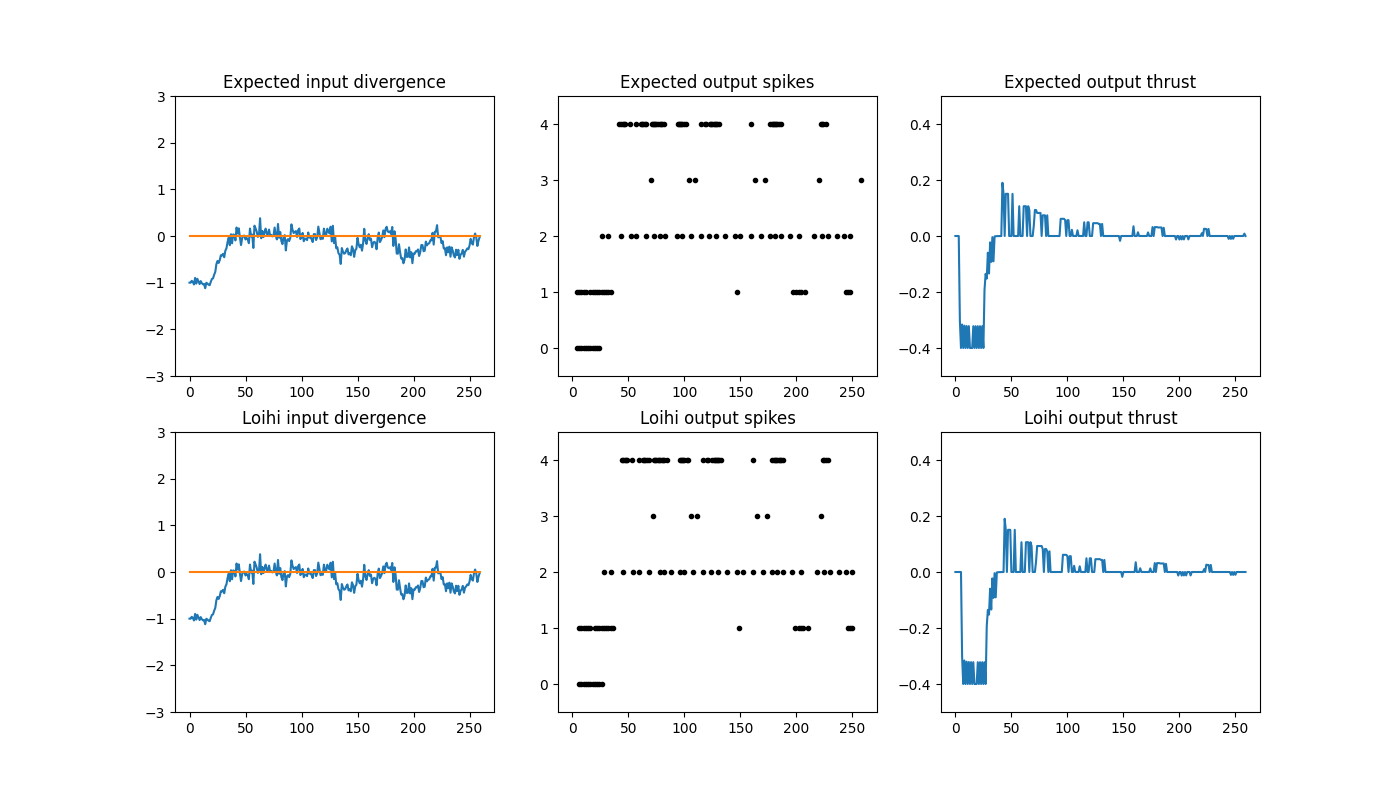 Expected input divergence
3
2
1
0
−1
−2
−3
0 50 100 150 200 250
Expected output spikes
4
3
2
1
0
0 50 100 150 200 250
Expected output thrust
0.4
0.2
0.0
−0.2
−0.4
0 50 100 150 200 250
Loihi input divergence
3
2
1
0
−1
−2
−3
0 50 100 150 200 250
Loihi output spikes
4
3
2
1
0
0 50 100 150 200 250
Loihi output thrust
0.4
0.2
0.0
−0.2
−0.4
0 50 100 150 200 250